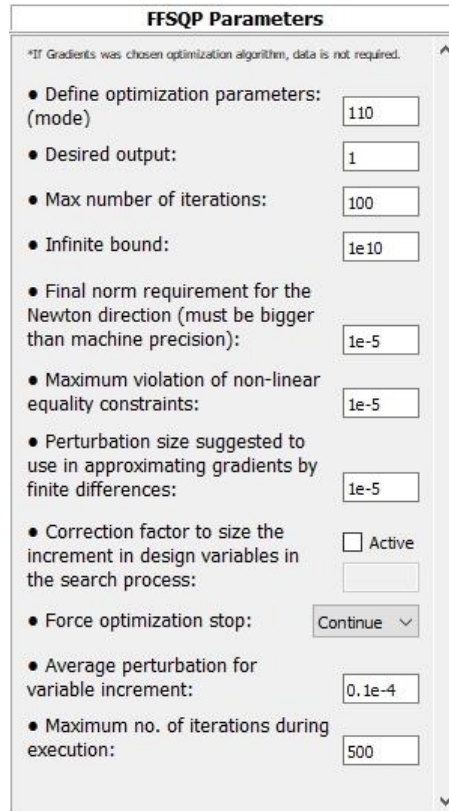 FFSQP Parameters
*If Gradients was chosen optimization algorithm, data is not required.
● Define optimization parameters:
(mode)
110
● Desired output:
1
● Max number of iterations:
100
● Infinite bound:
1e10
● Final norm requirement for the
Newton direction (must be bigger
than machine precision):
1e-5
● Maximum violation of non-linear
equality constraints:
1e-5
● Perturbation size suggested to
use in approximating gradients by
finite differences:
1e-5
● Correction factor to size the
increment in design variables in
the search process:
Active
● Force optimization stop:
Continue
● Average perturbation for
variable increment:
0.1e-4
● Maximum no. of iterations during
execution:
500